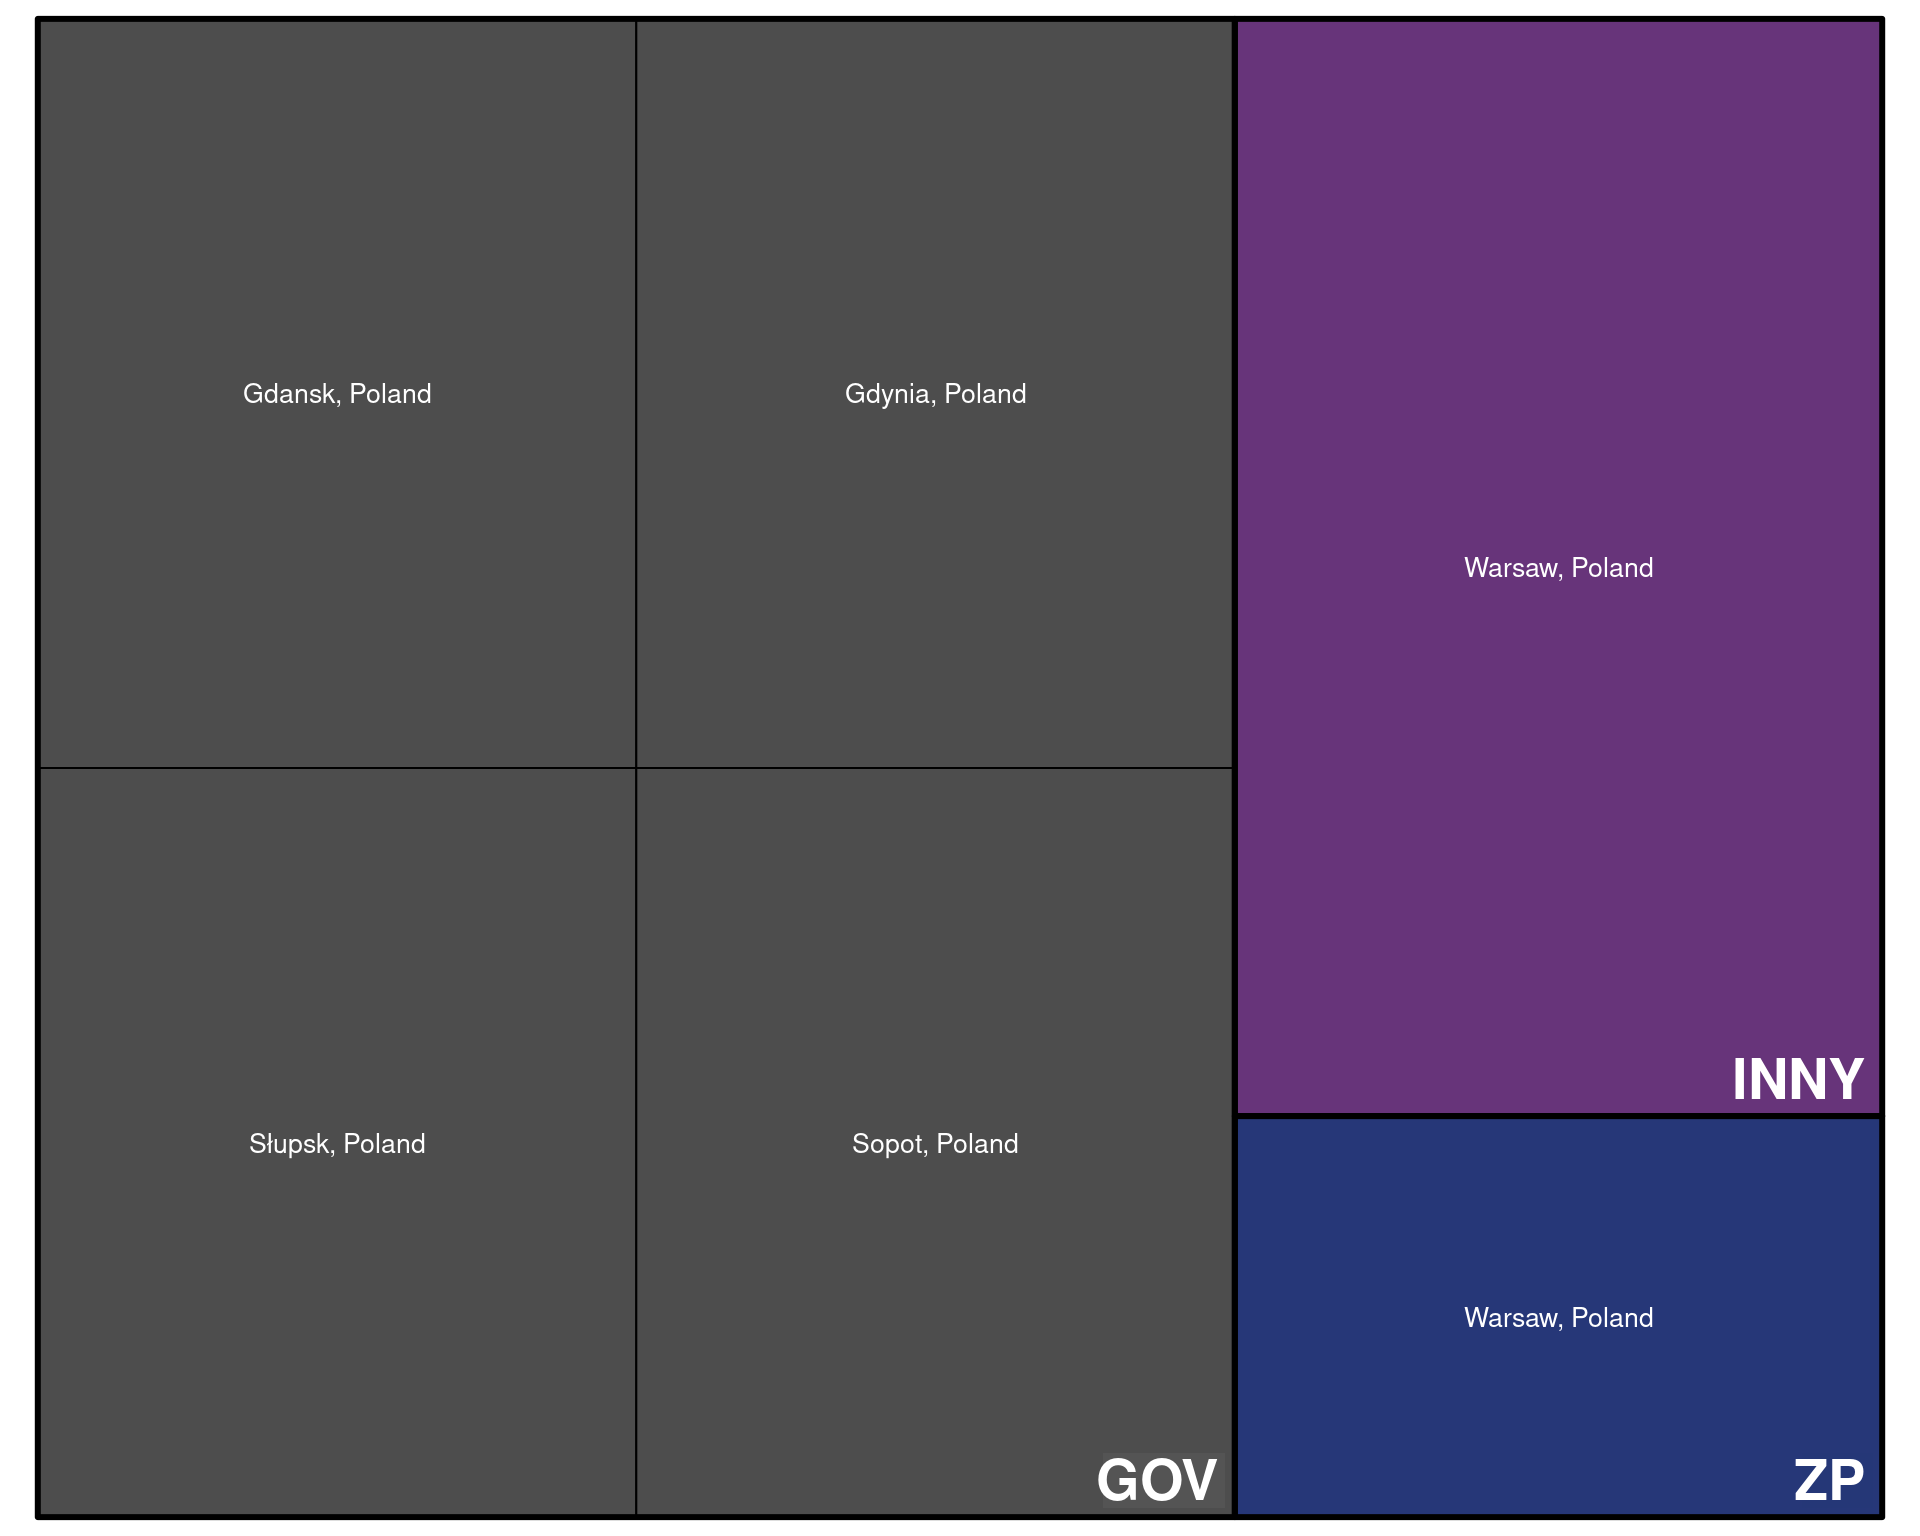 Gdansk, Poland
Gdynia, Poland
Warsaw, Poland
INNY
Słupsk, Poland
Sopot, Poland
GOV
Warsaw, Poland
ZP